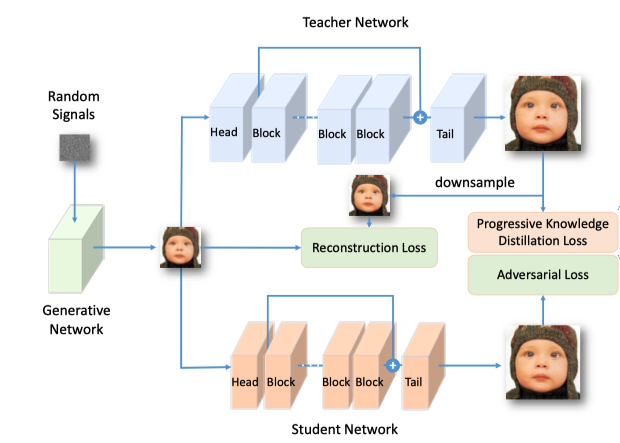 Teacher Network
Random
Signals
Head
Block
Block
Block
Tail
downsample
Reconstruction Loss
Progressive Knowledge
Distillation Loss
Adversarial Loss
Generative
Network
Head
Block
Block
Block
Tail
Student Network